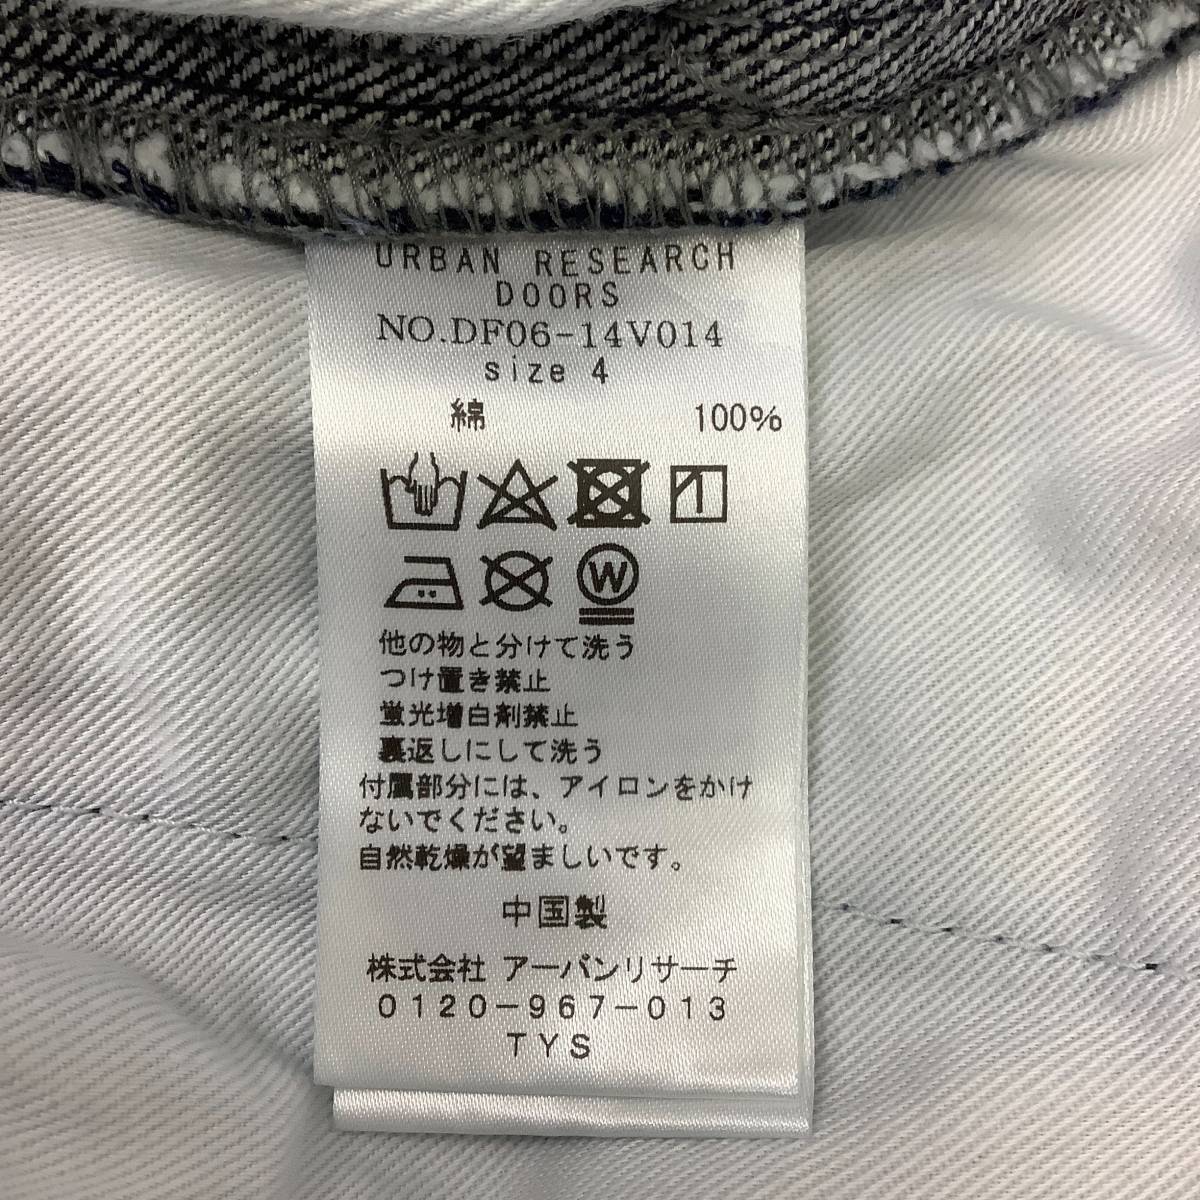 URBAN RESEARCH
DOORS
NO.DF06-14V014
size 4
綿 100%
W
他の物と分けて洗う
つけ置き禁止
蛍光増白剤禁止
裏返しにして洗う
付属部分には、アイロンをかけ
ないでください。
自然乾燥が望ましいです。
中国製
株式会社 アーバンリサーチ
0120-967-013
TYS